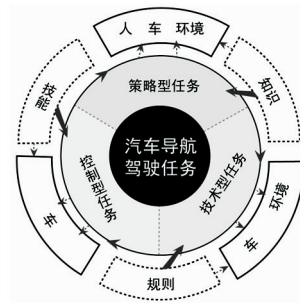 人 车 环境
技能
知识
策略型任务
汽车导航
驾驶任务
控制型任务
技术型任务
车
车 环境
规则